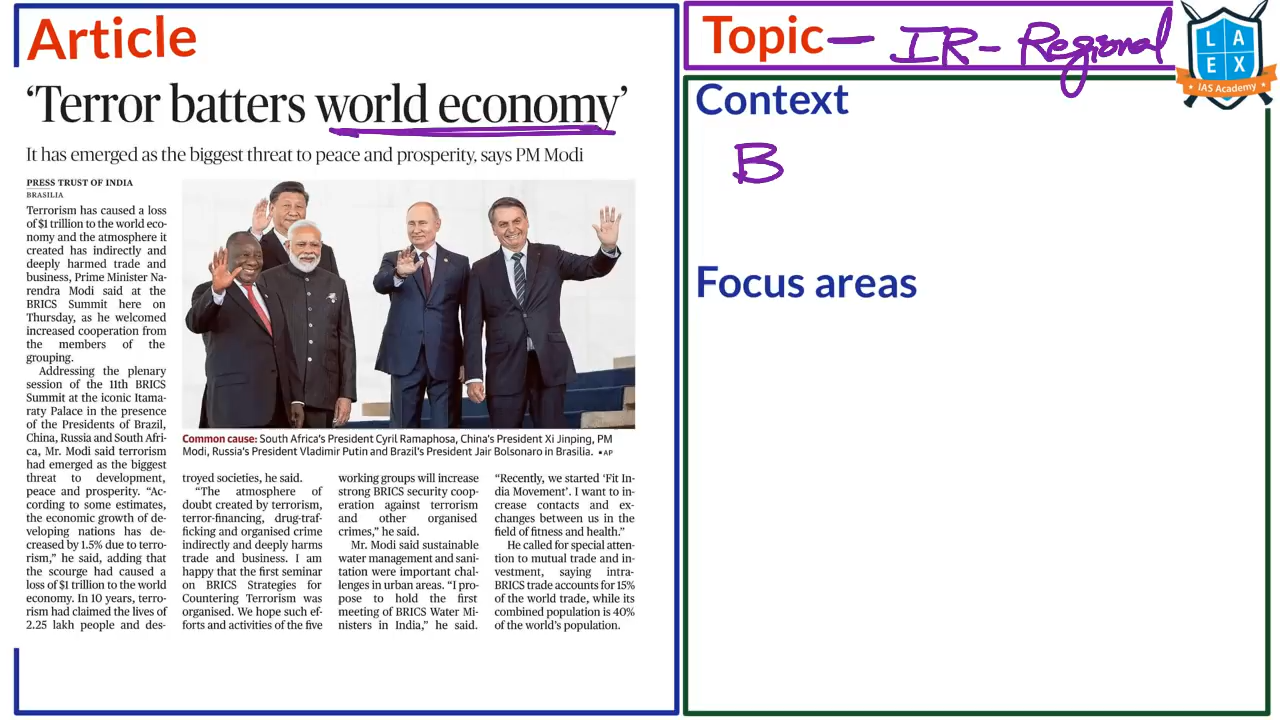 Article
'Terror batters world economy'
It has emerged as the biggest threat to peace and prosperity, says PM Modi
PRESS TRUST OF INDIA
BRASILIA
Terrorism has caused a loss
of $1 trillion to the world eco-
nomy and the atmosphere it
created has indirectly and
deeply harmed trade and
business, Prime Minister Na-
rendra Modi said at the
BRICS Summit here on
Thursday, as he welcomed
increased cooperation from
the members of the
grouping.
Addressing the plenary
session of the 11th BRICS
Summit at the iconic Itama-
raty Palace in the presence
of the Presidents of Brazil,
China, Russia and South Afri-
ca, Mr. Modi said terrorism
had emerged as the biggest
threat to development,
peace and prosperity. “Ac-
cording to some estimates,
the economic growth of de-
veloping nations has de-
creased by 1.5% due to terro-
rism,” he said, adding that
the scourge had caused a
loss of $1 trillion to the world
economy. In 10 years, terro-
rism had claimed the lives of
2.25 lakh people and des-
Common cause: South Africa's President Cyril Ramaphosa, China's President Xi Jinping, PM
Modi, Russia's President Vladimir Putin and Brazil's President Jair Bolsonaro in Brasilia. ▪AP
troyed societies, he said.
“The atmosphere of
doubt created by terrorism,
terror-financing, drug-traf-
ficking and organised crime
indirectly and deeply harms
trade and business. I am
happy that the first seminar
on BRICS Strategies for
Countering Terrorism was
organised. We hope such ef-
forts and activities of the five
working groups will increase
strong BRICS security coop-
eration against terrorism
and other organised
crimes,” he said.
Mr. Modi said sustainable
water management and sani-
tation were important chal-
lenges in urban areas. “I pro-
pose to hold the first
meeting of BRICS Water Mi-
nisters in India,” he said.
“Recently, we started ‘Fit In-
dia Movement’. I want to in-
crease contacts and ex-
changes between us in the
field of fitness and health.”
He called for special atten-
tion to mutual trade and in-
vestment, saying intra-
BRICS trade accounts for 15%
of the world trade, while its
combined population is 40%
of the world's population.
Topic — IR - Regional
LA
EX
IAS Academy
Context
B
Focus areas